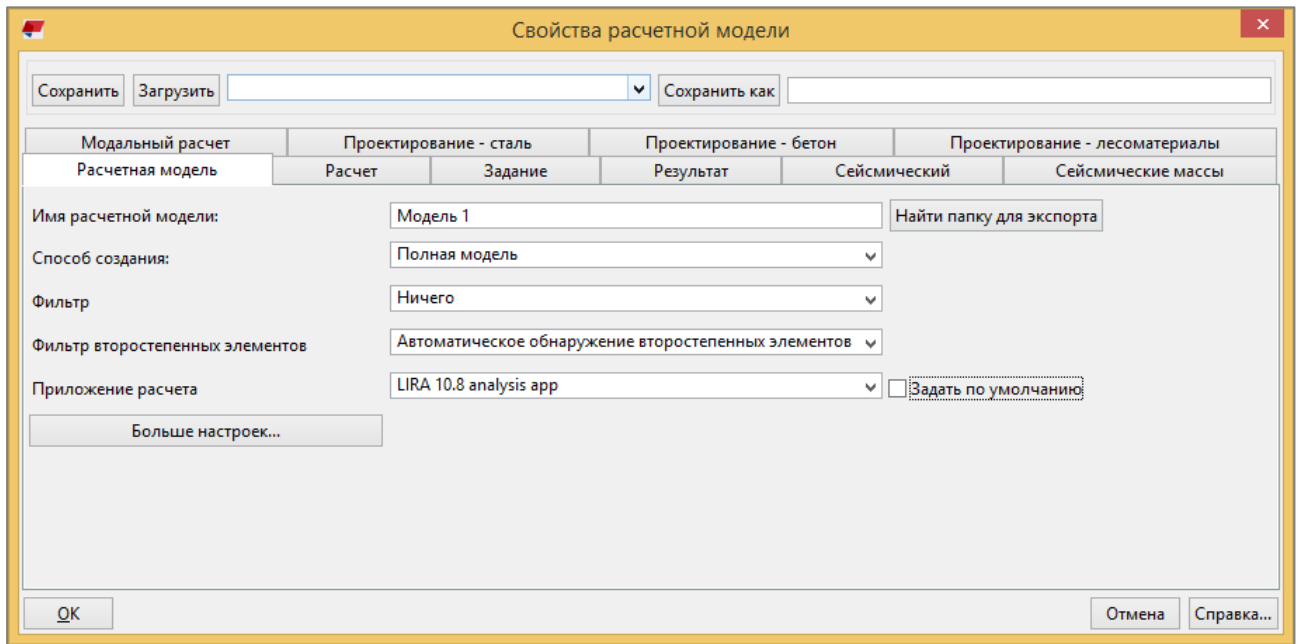 Свойства расчетной модели
Сохранить Загрузить Сохранить как
Модальный расчет Проектирование - сталь Проектирование - бетон Проектирование - лесоматериалы
Расчетная модель Расчет Задание Результат Сейсмический Сейсмические массы
Имя расчетной модели: Модель 1 Найти папку для экспорта
Способ создания: Полная модель
Фильтр Ничего
Фильтр второстепенных элементов Автоматическое обнаружение второстепенных элементов
Приложение расчета LIRA 10.8 analysis app Задать по умолчанию
Больше настроек...
OK Отмена Справка...